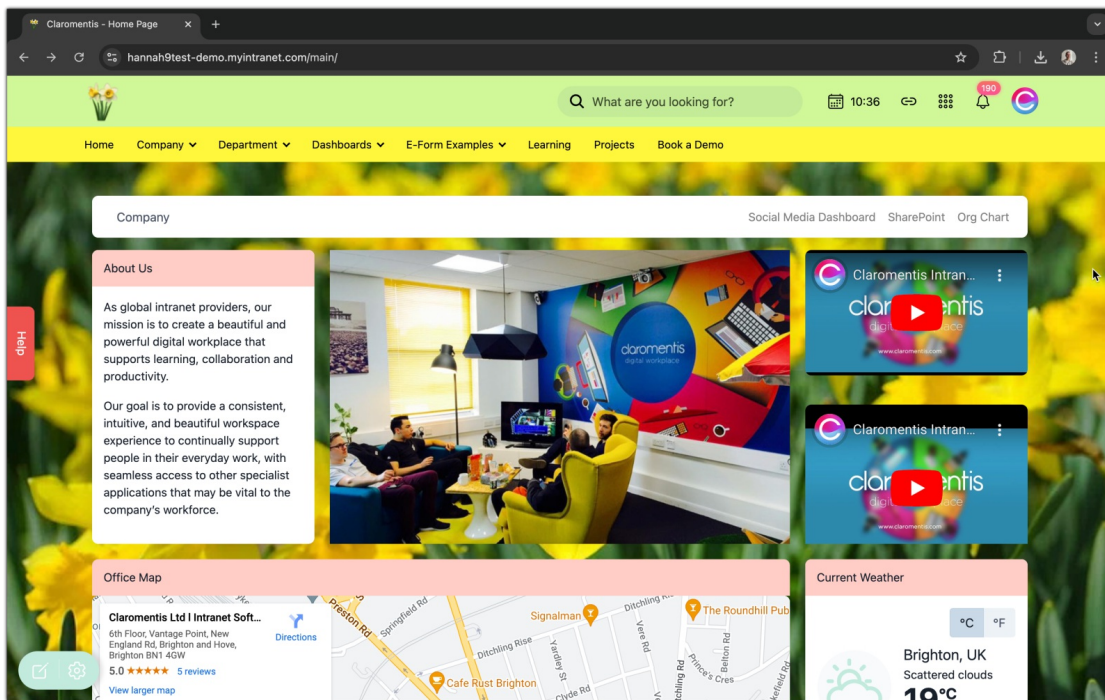 Claromentis - Home Page
hannah9test-demo.myintranet.com/main/
What are you looking for?
10:36
190
Home Company Department Dashboards E-Form Examples Learning Projects Book a Demo
Company
Social Media Dashboard SharePoint Org Chart
Help
About Us
As global intranet providers, our
mission is to create a beautiful and
powerful digital workplace that
supports learning, collaboration and
productivity.
Our goal is to provide a consistent,
intuitive, and beautiful workspace
experience to continually support
people in their everyday work, with
seamless access to other specialist
applications that may be vital to the
company's workforce.
claromentis
digital workplace
Claromentis Intran...
www.claromentis.com
Claromentis Intran...
www.claromentis.com
Office Map
Claromentis Ltd I Intranet Soft...
6th Floor, Vantage Point, New
England Rd, Brighton and Hove,
Brighton BN1 4GW
5.0 5 reviews
View larger map
Directions
Preston Rd
Springfield Rd
Signalman
Ditchling Rise
Yardley St
Vere Rd
The Roundhill Pub
Belton Rd
Prince's Cres
Cafe Rust Brighton
Clyde Rd
Current Weather
°C °F
Brighton, UK
Scattered clouds
19°C